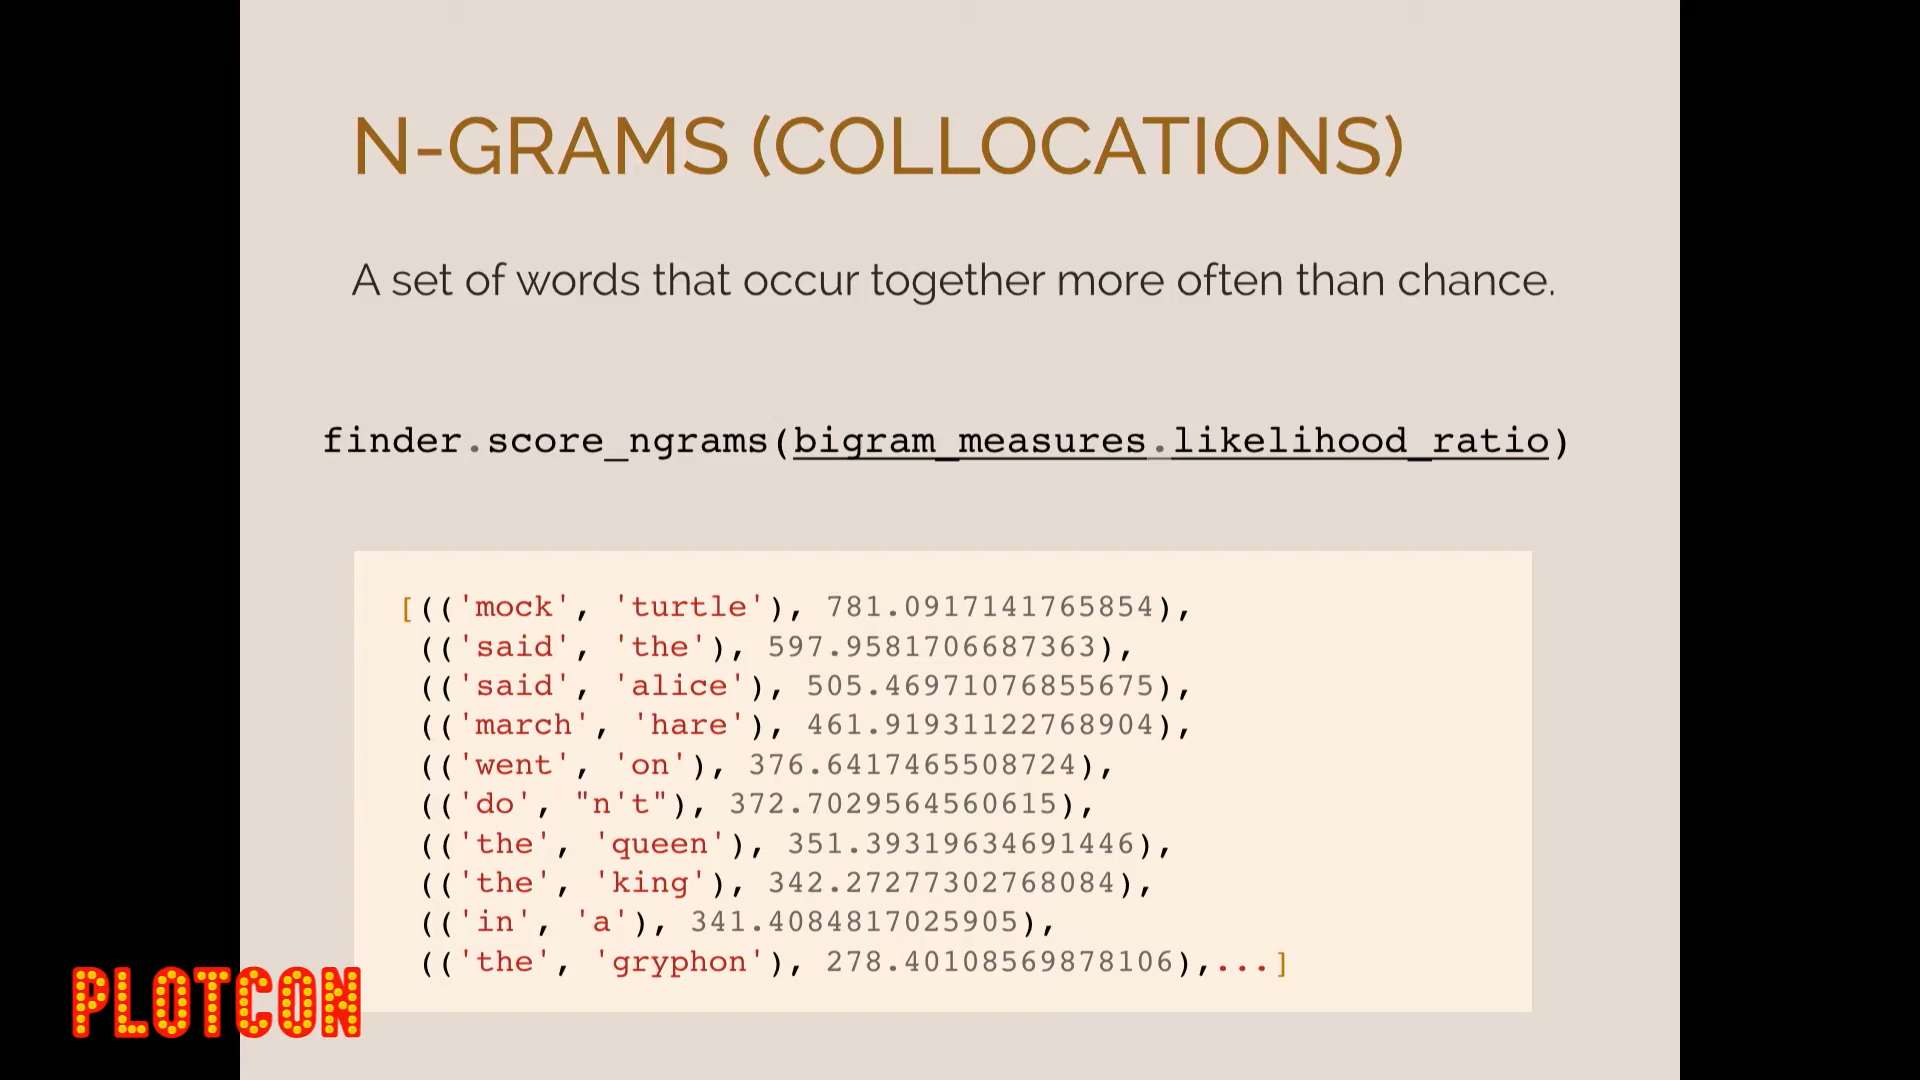 N-GRAMS (COLLOCATIONS)
A set of words that occur together more often than chance.
finder.score_ngrams(bigram_measures.likelihood_ratio)
[(('mock', 'turtle'), 781.0917141765854),
(('said', 'the'), 597.9581706687363),
(('said', 'alice'), 505.46971076855675),
(('march', 'hare'), 461.91931122768904),
(('went', 'on'), 376.6417465508724),
(('do', "n't"), 372.7029564560615),
(('the', 'queen'), 351.39319634691446),
(('the', 'king'), 342.27277302768084),
(('in', 'a'), 341.4084817025905),
(('the', 'gryphon'), 278.40108569878106),...]
PLOTCON